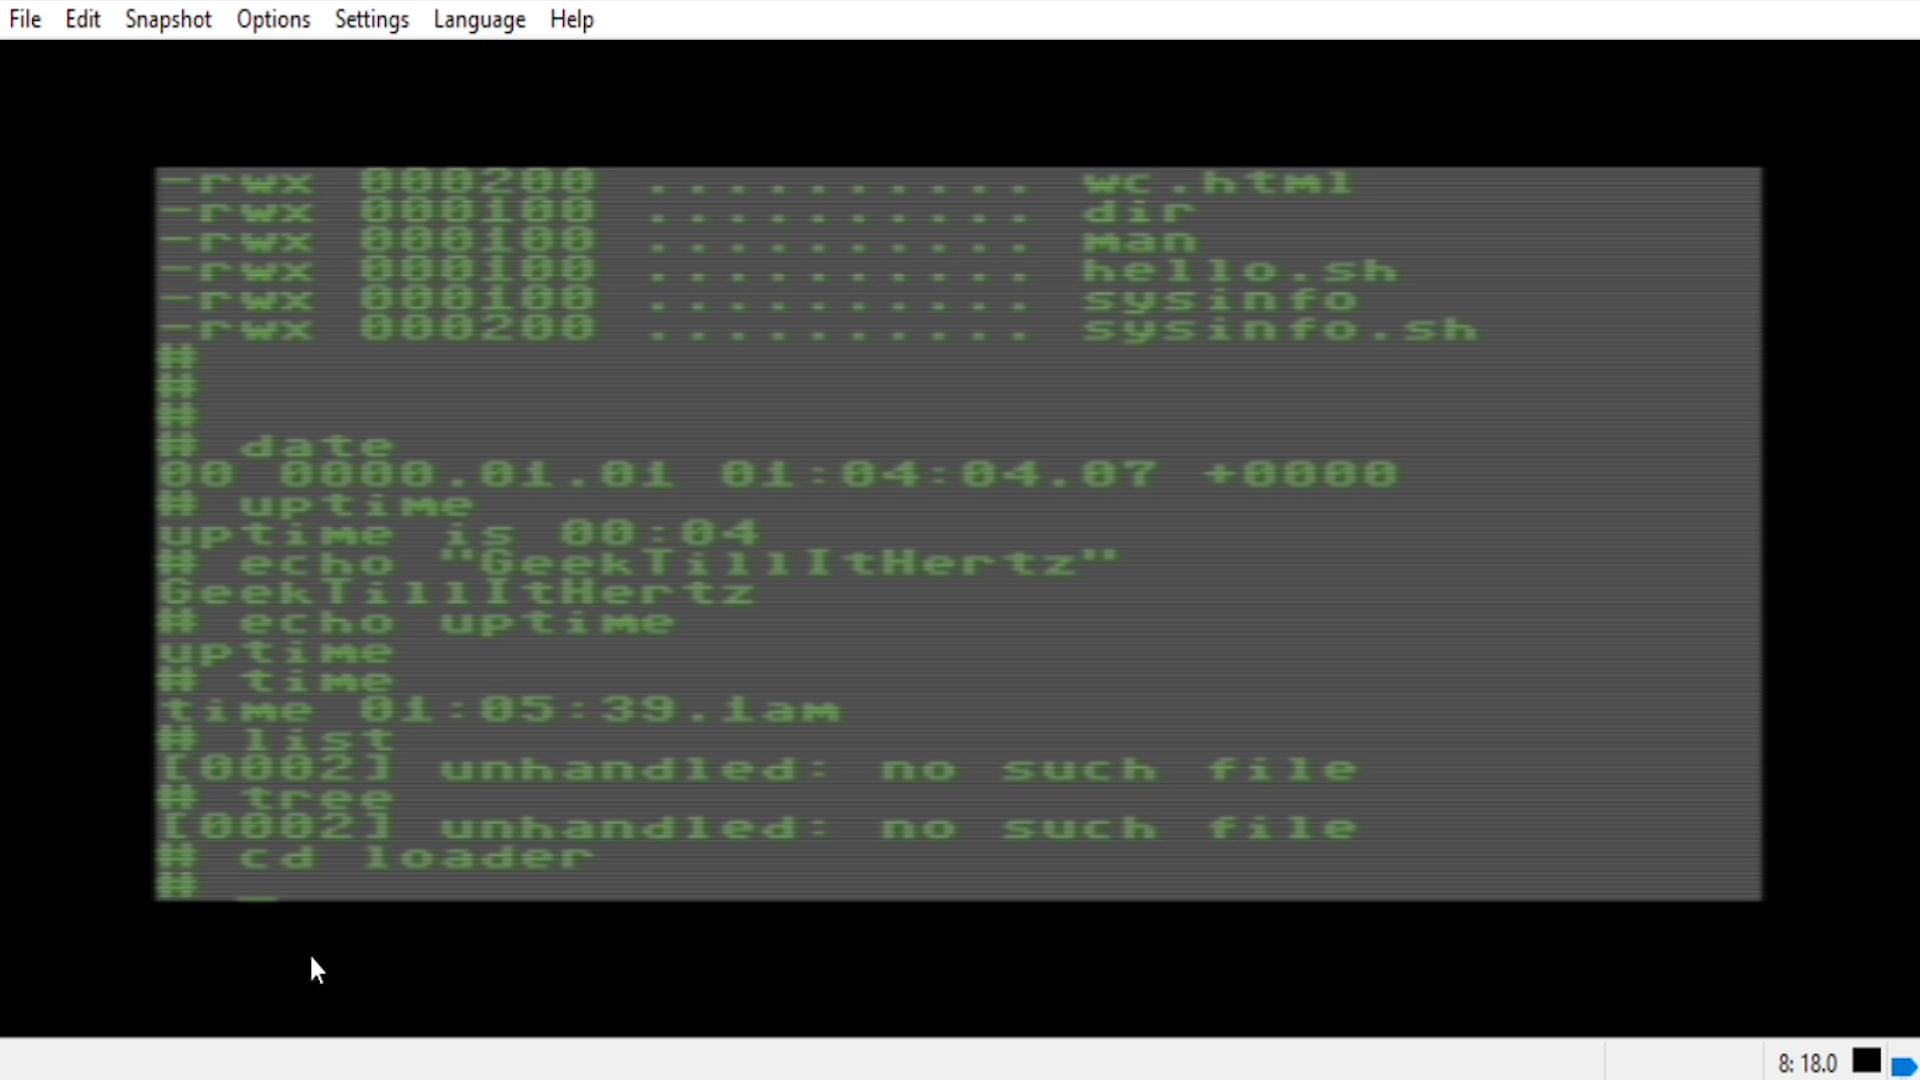 File Edit Snapshot Options Settings Language Help
-rwx 000200 .......... wc.html
-rwx 000100 .......... dir
-rwx 000100 .......... man
-rwx 000100 .......... hello.sh
-rwx 000100 .......... sysinfo
-rwx 000200 .......... sysinfo.sh
#
#
#
# date
00 0000.01.01 01:04:04.07 +0000
# uptime
uptime is 00:04
# echo "GeekTillItHertz"
GeekTillItHertz
# echo uptime
uptime
# time
time 01:05:39.1am
# list
[0002] unhandled: no such file
# tree
[0002] unhandled: no such file
# cd loader
# _
8: 18.0